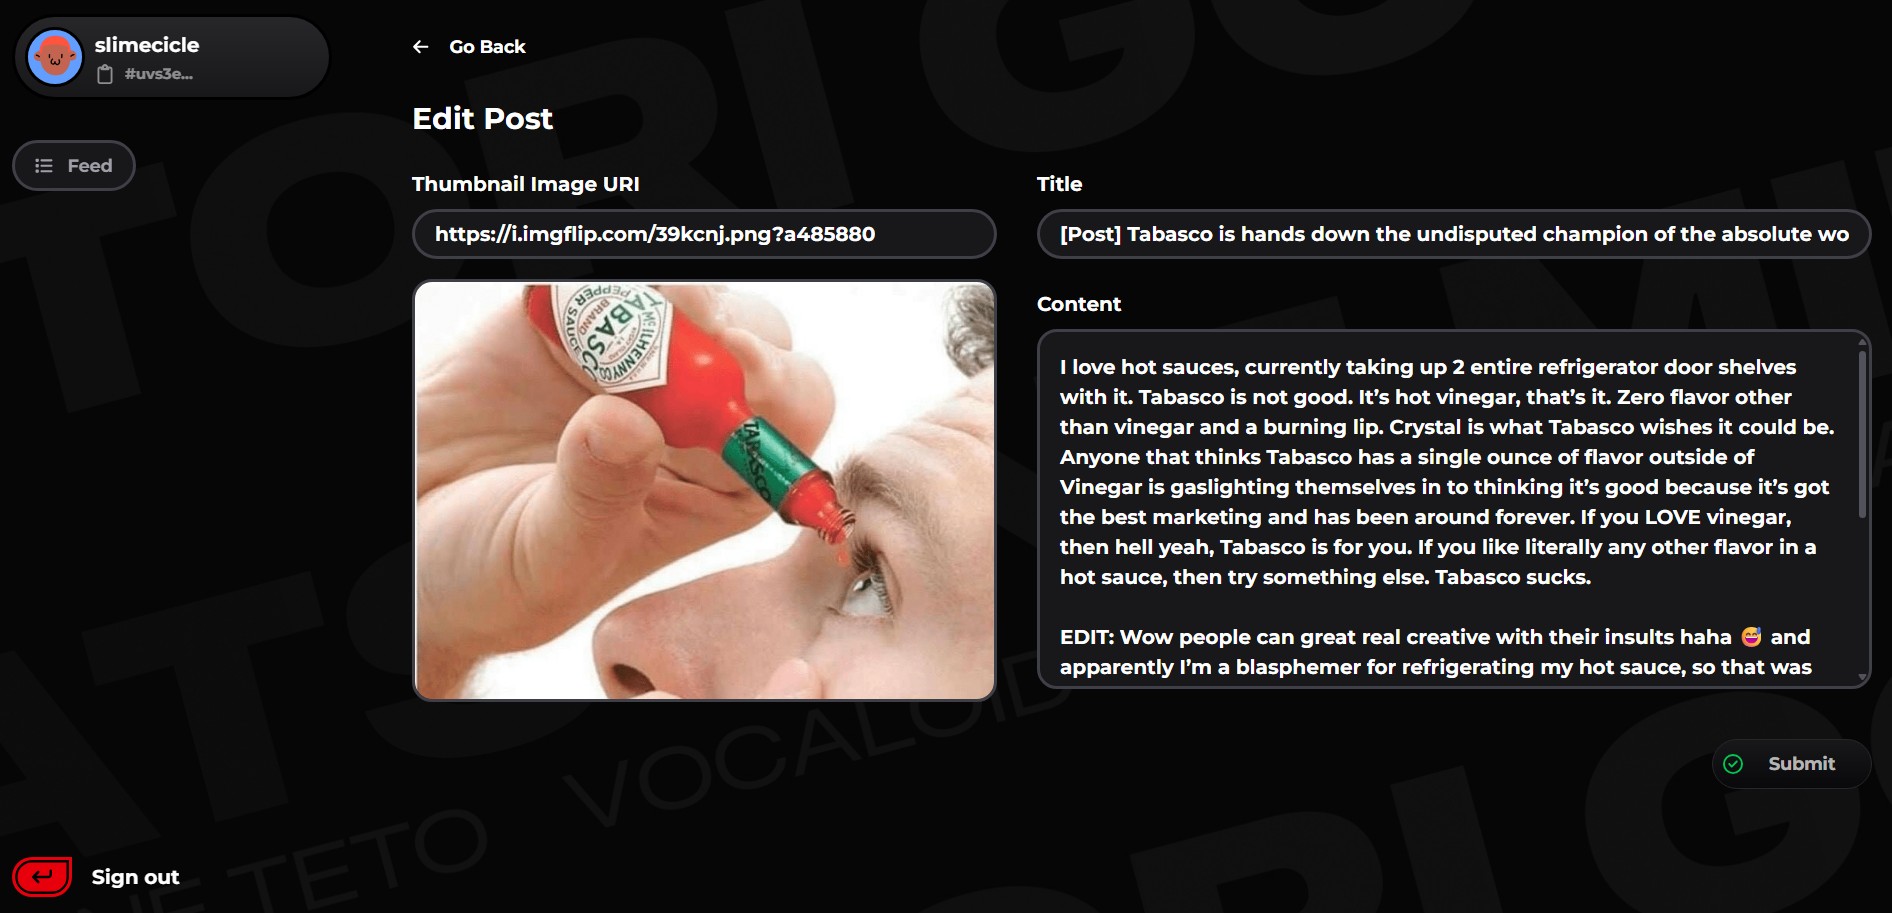 slimecicle
#uvs3e...
Feed
Sign out
Go Back
Edit Post
Thumbnail Image URI
https://i.imgflip.com/39kcnj.png?a485880
PEPPER SAUCE
BRAND
TABASCO
McILHENNY CO
TABASCO
Title
[Post] Tabasco is hands down the undisputed champion of the absolute wo
Content
I love hot sauces, currently taking up 2 entire refrigerator door shelves
with it. Tabasco is not good. It’s hot vinegar, that’s it. Zero flavor other
than vinegar and a burning lip. Crystal is what Tabasco wishes it could be.
Anyone that thinks Tabasco has a single ounce of flavor outside of
Vinegar is gaslighting themselves in to thinking it’s good because it’s got
the best marketing and has been around forever. If you LOVE vinegar,
then hell yeah, Tabasco is for you. If you like literally any other flavor in a
hot sauce, then try something else. Tabasco sucks.
EDIT: Wow people can great real creative with their insults haha 😅 and
apparently I’m a blasphemer for refrigerating my hot sauce, so that was
Submit
TORI GO
VOCALOID
TETO